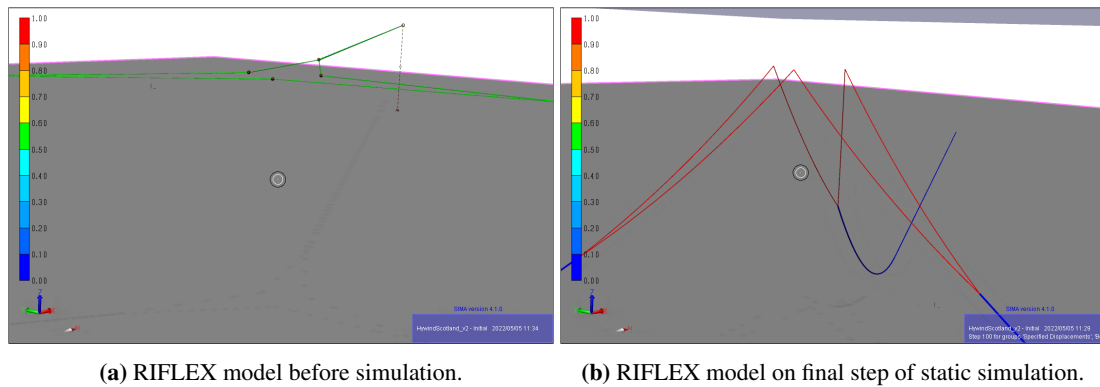 1.00
0.90
0.80
0.70
0.60
0.50
0.40
0.30
0.20
0.10
0.00
Z
SIMA version 4.1.0
HywindScotland_v2 - Initial 2022/05/05 11:34
1.00
0.90
0.80
0.70
0.60
0.50
0.40
0.30
0.20
0.10
0.00
Z
SIMA version 4.1.0
HywindScotland_v2 - Initial 2022/05/05 11:29
Step 100 for groups 'Specified Displacements', 'B
(a) RIFLEX model before simulation.
(b) RIFLEX model on final step of static simulation.